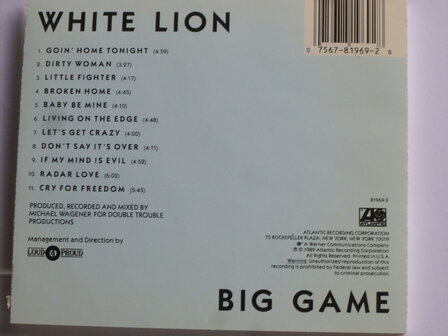 WHITE LION
0 7567-81969-2 8
1. GOIN' HOME TONIGHT (4:59)
2. DIRTY WOMAN (3:27)
3. LITTLE FIGHTER (4:17)
4. BROKEN HOME (4:45)
5. BABY BE MINE (4:10)
6. LIVING ON THE EDGE (4:48)
7. LET'S GET CRAZY (4:00)
8. DON'T SAY IT'S OVER (4:11)
9. IF MY MIND IS EVIL (4:59)
10. RADAR LOVE (6:00)
11. CRY FOR FREEDOM (5:45)
PRODUCED, RECORDED AND MIXED BY
MICHAEL WAGENER FOR DOUBLE TROUBLE
PRODUCTIONS
Management and Direction by
LOUD & PROUD
81969-2
ATLANTIC RECORDING CORPORATION
75 ROCKEFELLER PLAZA, NEW YORK, NEW YORK 10019
A Warner Communications Company
℗ © 1989 Atlantic Recording Corp. Printed in U.S.A.
Warning: Unauthorized reproduction of this
recording is prohibited by Federal law and subject
to criminal prosecution.
BIG GAME